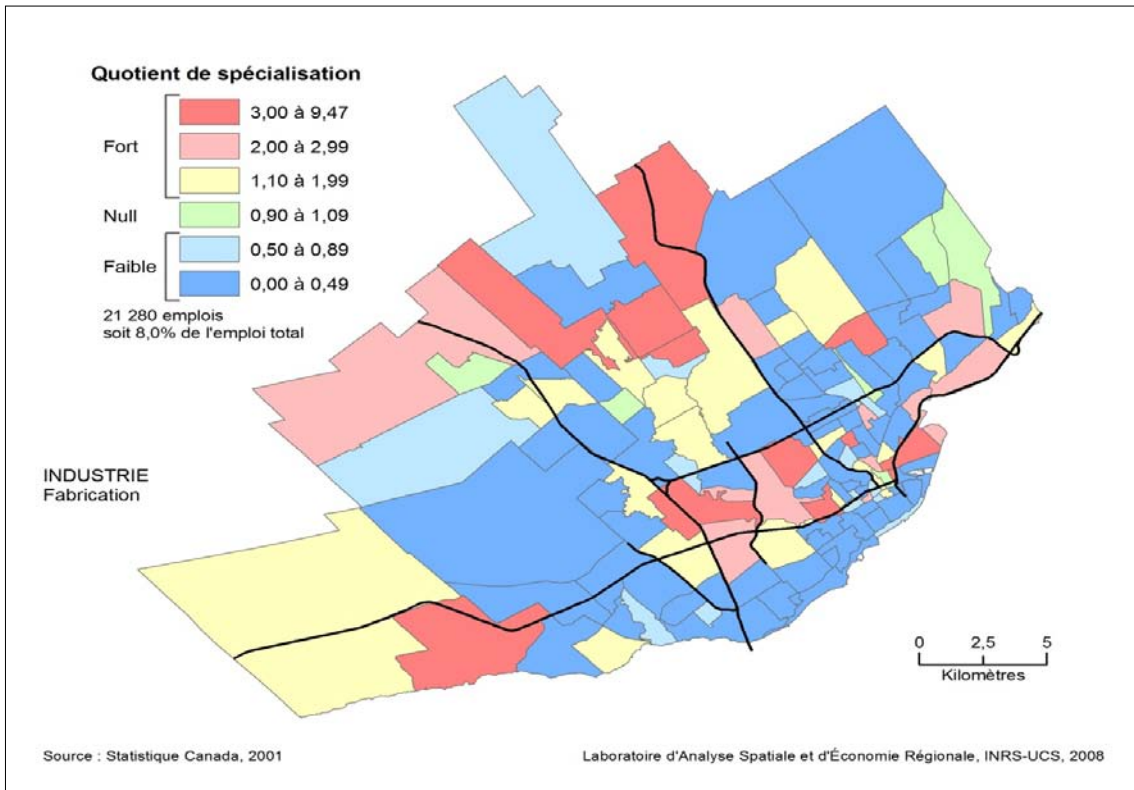 Quotient de spécialisation
Fort
3,00 à 9,47
2,00 à 2,99
1,10 à 1,99
Null
0,90 à 1,09
Faible
0,50 à 0,89
0,00 à 0,49
21 280 emplois
soit 8,0% de l'emploi total
INDUSTRIE
Fabrication
0 2,5 5
Kilomètres
Source : Statistique Canada, 2001
Laboratoire d'Analyse Spatiale et d'Économie Régionale, INRS-UCS, 2008